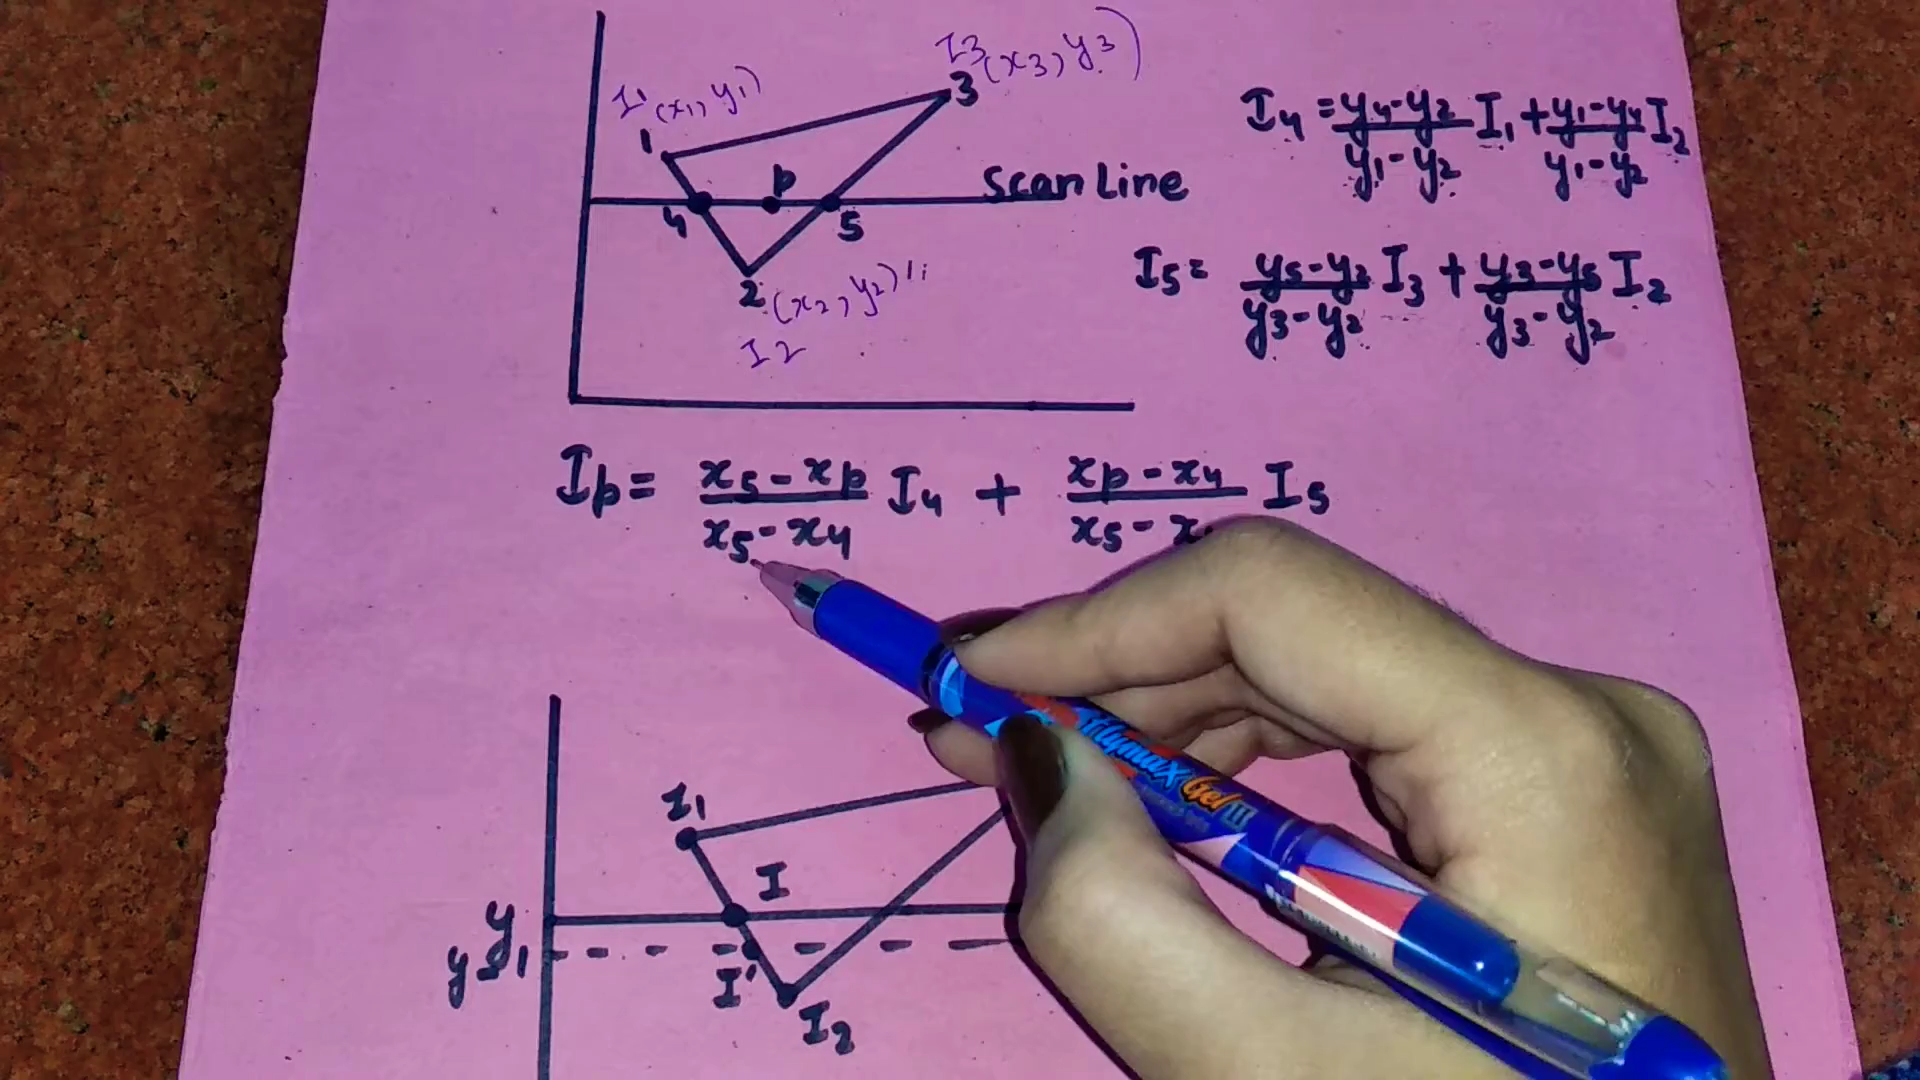 I1 (x1, y1)
I3 (x3, y3)
1
3
I4 = y4-y2/y1-y2 I1 + y1-y4/y1-y2 I2
p
Scan Line
4
5
2 (x2, y2)
I2
I5 = y5-y2/y3-y2 I3 + y3-y5/y3-y2 I2
Ip = x5-xp/x5-x4 I4 + xp-x4/x5-x I5
I1
I
y
y-1
I'
I2
Flymax Gel